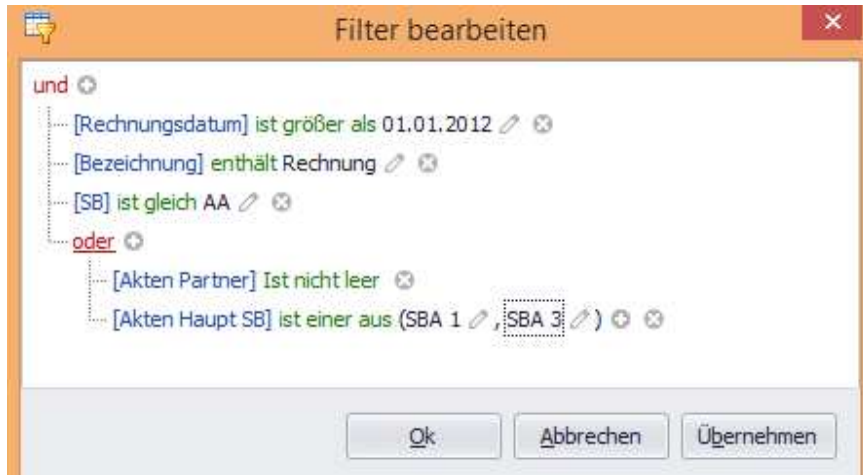 Filter bearbeiten
und
[Rechnungsdatum] ist größer als 01.01.2012
[Bezeichnung] enthält Rechnung
[SB] ist gleich AA
oder
[Akten Partner] Ist nicht leer
[Akten Haupt SB] ist einer aus (SBA 1 , SBA 3 )
Ok Abbrechen Übernehmen